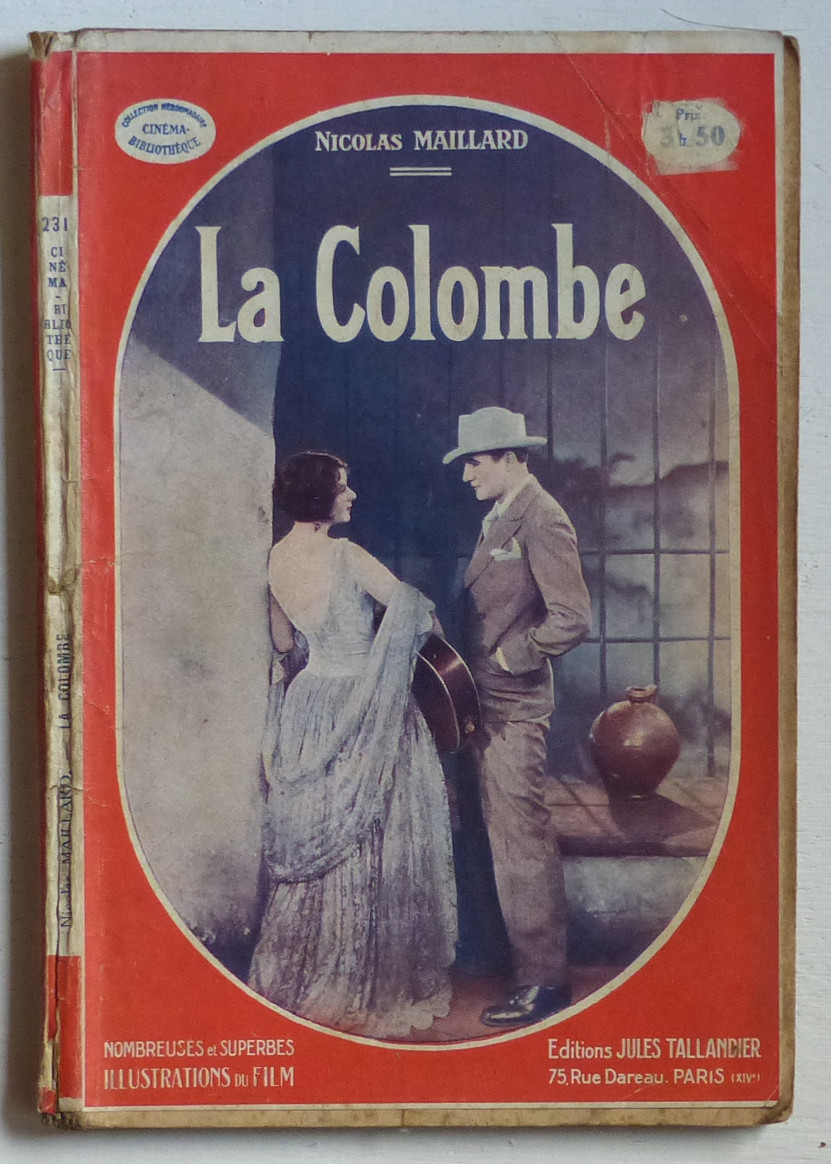 COLLECTION HEBDOMADAIRE
CINÉMA-
BIBLIOTHÈQUE
Prix:
3 fr. 50
NICOLAS MAILLARD
La Colombe
231
CI
NÉ
MA
-
BI
BLIO
THÈ
QUE
Nicolas MAILLARD. — LA COLOMBE
NOMBREUSES et SUPERBES
ILLUSTRATIONS DU FILM
Editions JULES TALLANDIER
75, Rue Dareau. PARIS (XIVe)